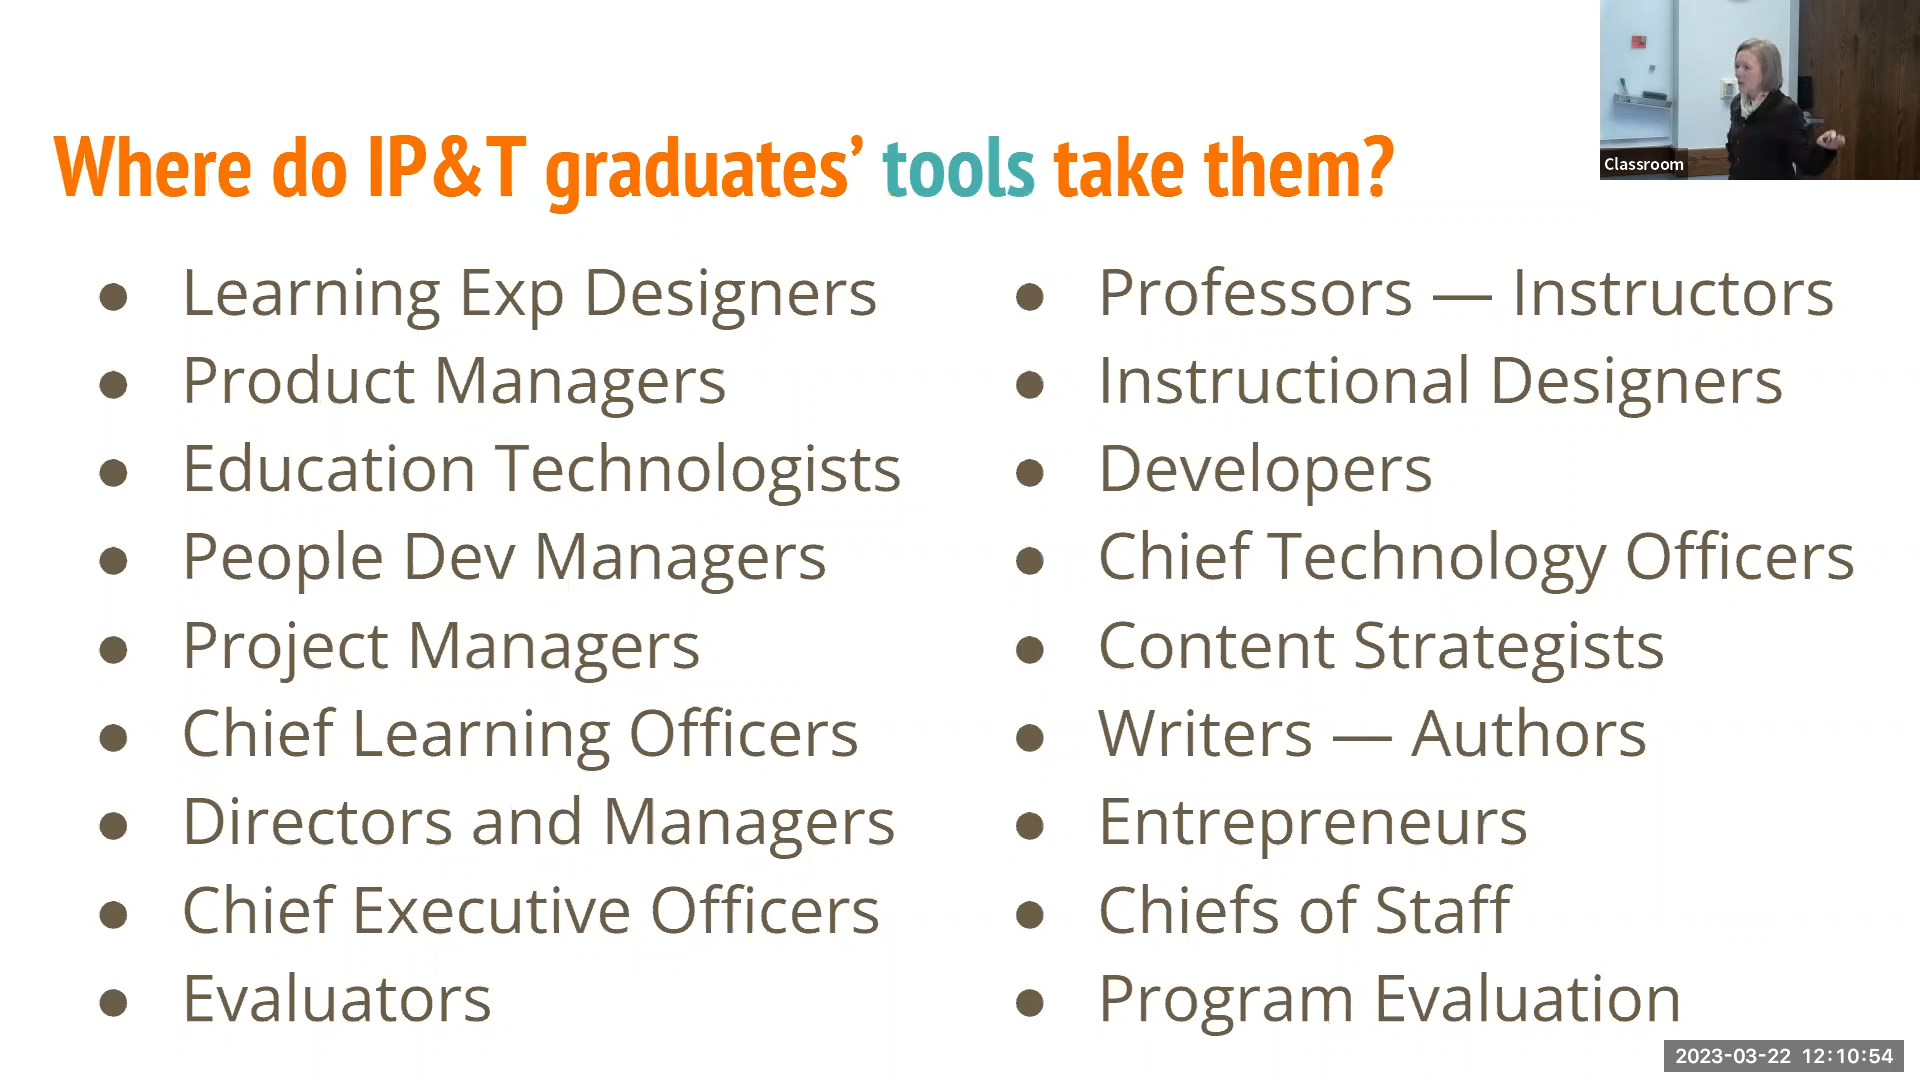 Where do IP&T graduates’ tools take them?
Classroom
● Learning Exp Designers
● Product Managers
● Education Technologists
● People Dev Managers
● Project Managers
● Chief Learning Officers
● Directors and Managers
● Chief Executive Officers
● Evaluators
● Professors — Instructors
● Instructional Designers
● Developers
● Chief Technology Officers
● Content Strategists
● Writers — Authors
● Entrepreneurs
● Chiefs of Staff
● Program Evaluation
2023-03-22 12:10:54